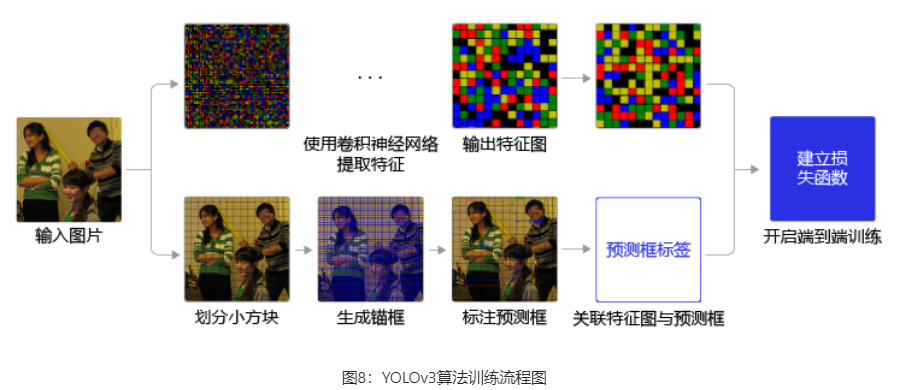 ...
使用卷积神经网络
提取特征
输出特征图
输入图片
建立损
失函数
开启端到端训练
划分小方块
生成锚框
标注预测框
预测框标签
关联特征图与预测框
图8：YOLOv3算法训练流程图